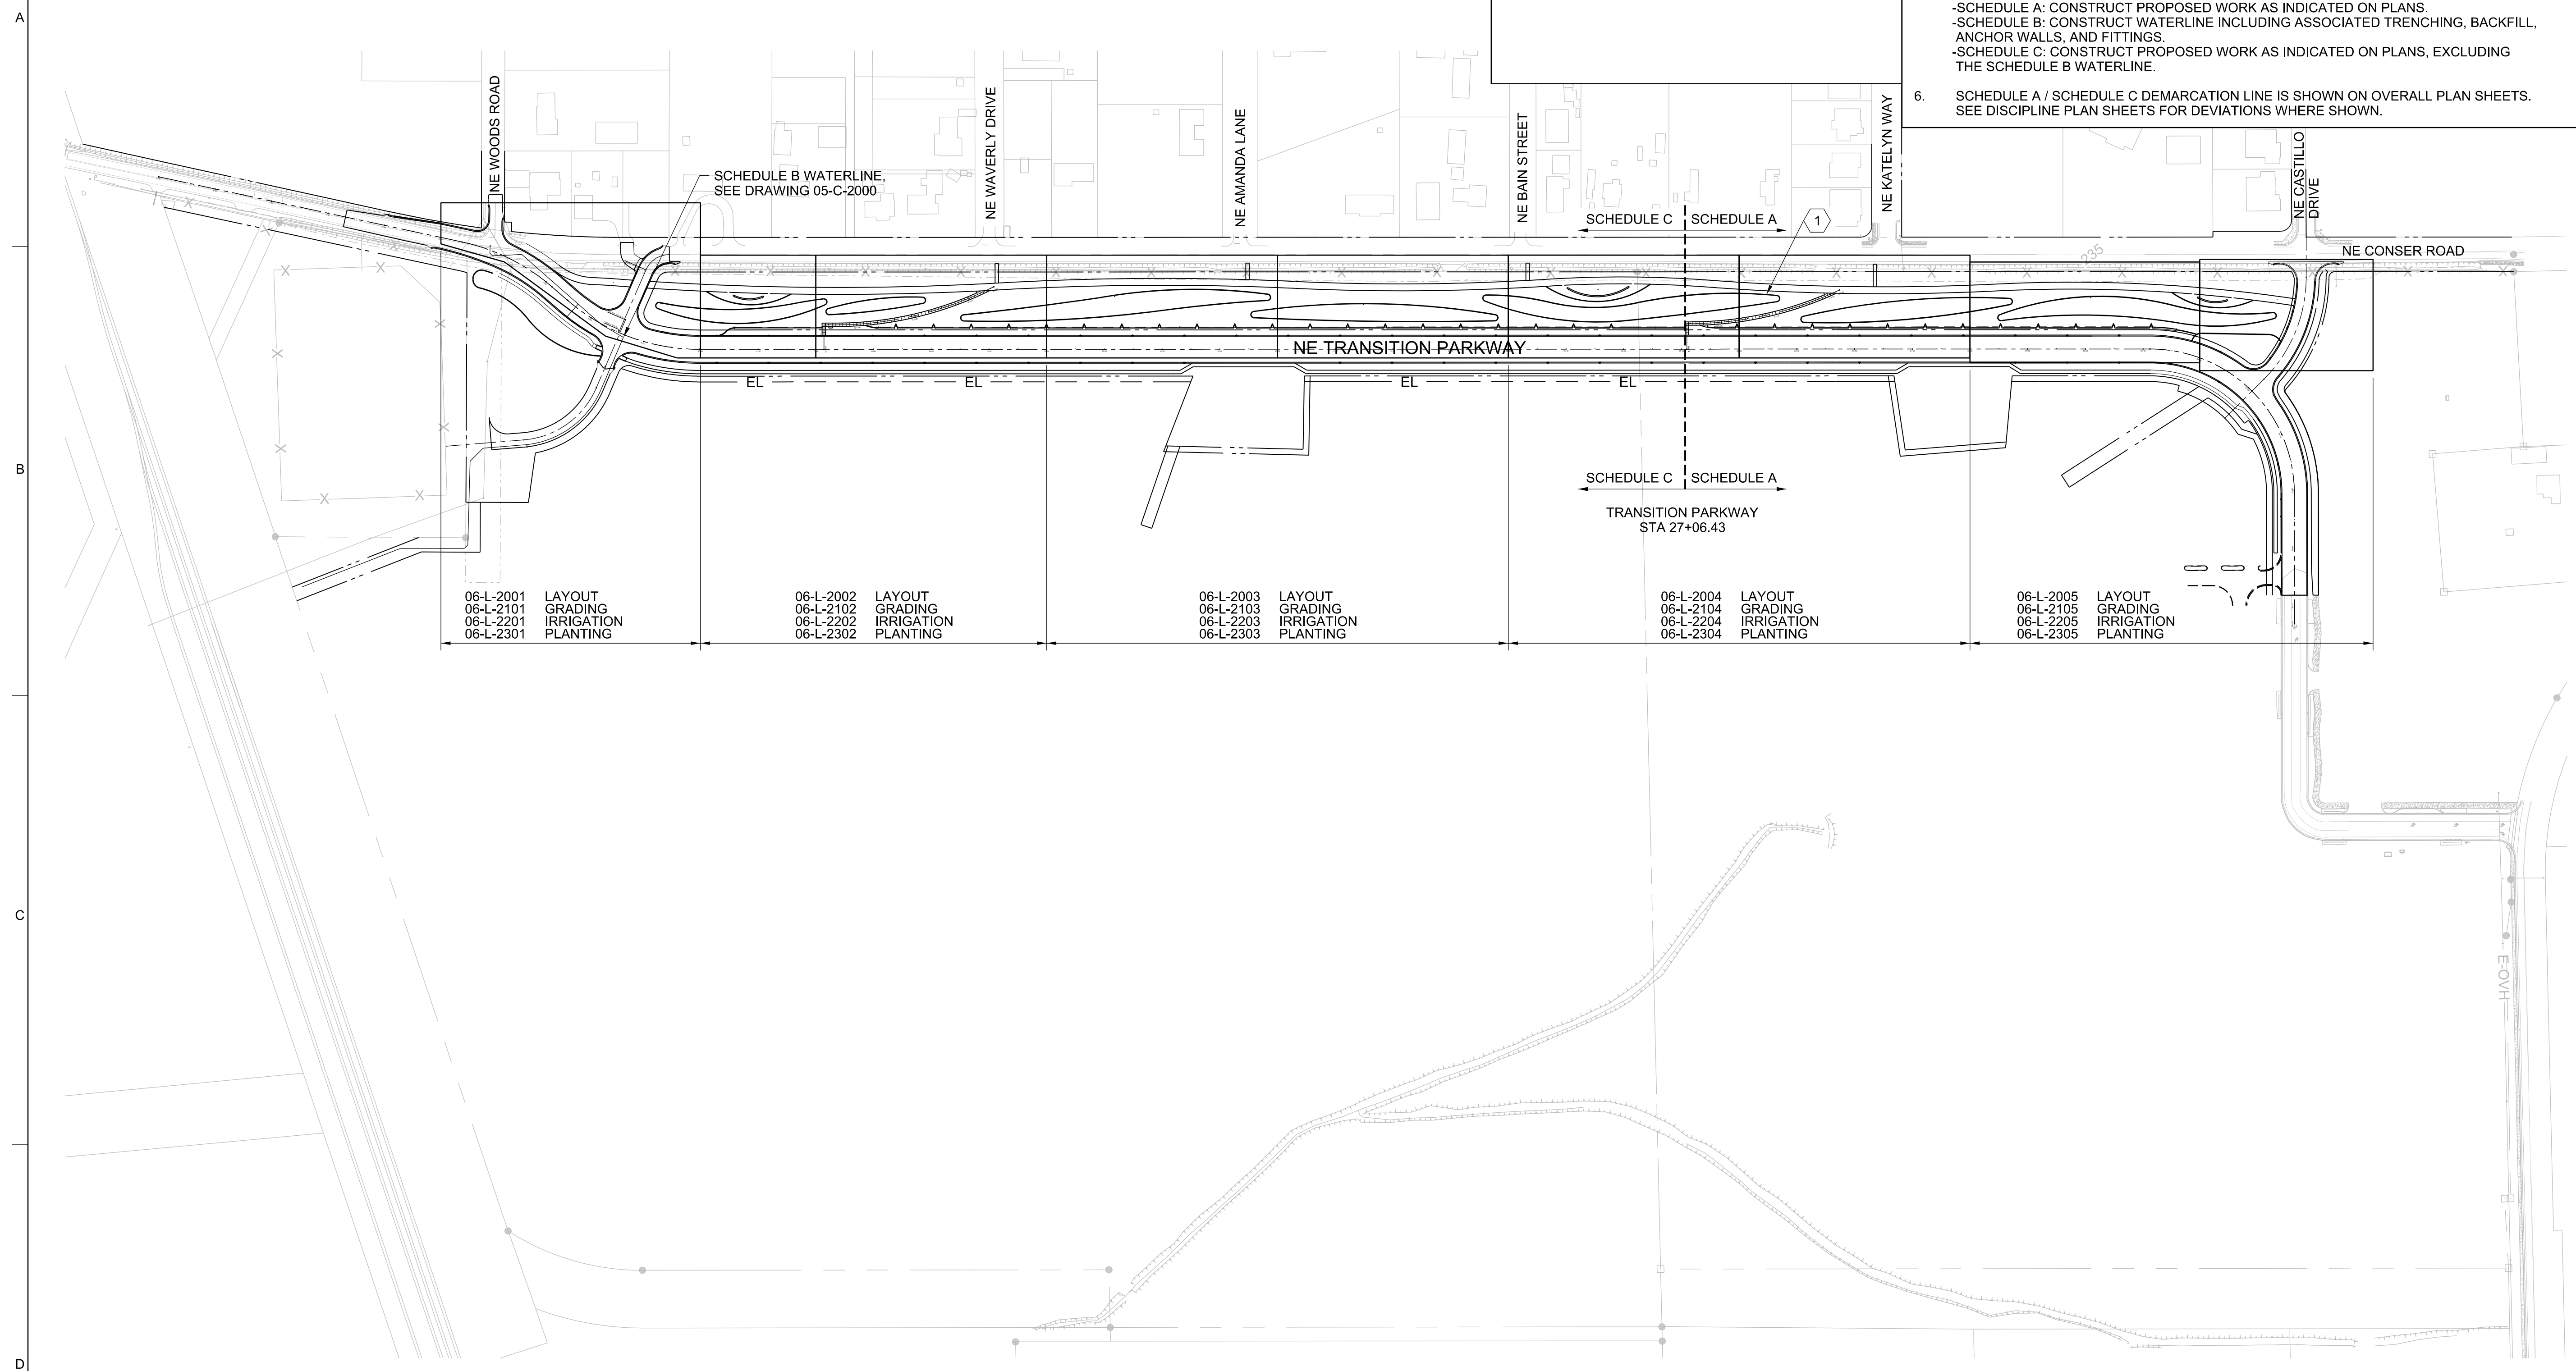 A
-SCHEDULE A: CONSTRUCT PROPOSED WORK AS INDICATED ON PLANS.
-SCHEDULE B: CONSTRUCT WATERLINE INCLUDING ASSOCIATED TRENCHING, BACKFILL,
ANCHOR WALLS, AND FITTINGS.
-SCHEDULE C: CONSTRUCT PROPOSED WORK AS INDICATED ON PLANS, EXCLUDING
THE SCHEDULE B WATERLINE.
6. SCHEDULE A / SCHEDULE C DEMARCATION LINE IS SHOWN ON OVERALL PLAN SHEETS.
SEE DISCIPLINE PLAN SHEETS FOR DEVIATIONS WHERE SHOWN.
NE WOODS ROAD
NE WAVERLY DRIVE
NE AMANDA LANE
NE BAIN STREET
NE KATELYN WAY
NE CASTILLO
DRIVE
SCHEDULE B WATERLINE,
SEE DRAWING 05-C-2000
SCHEDULE C
SCHEDULE A
1
235
NE CONSER ROAD
NE TRANSITION PARKWAY
EL
EL
EL
EL
B
SCHEDULE C
SCHEDULE A
TRANSITION PARKWAY
STA 27+06.43
06-L-2001 LAYOUT
06-L-2101 GRADING
06-L-2201 IRRIGATION
06-L-2301 PLANTING
06-L-2002 LAYOUT
06-L-2102 GRADING
06-L-2202 IRRIGATION
06-L-2302 PLANTING
06-L-2003 LAYOUT
06-L-2103 GRADING
06-L-2203 IRRIGATION
06-L-2303 PLANTING
06-L-2004 LAYOUT
06-L-2104 GRADING
06-L-2204 IRRIGATION
06-L-2304 PLANTING
06-L-2005 LAYOUT
06-L-2105 GRADING
06-L-2205 IRRIGATION
06-L-2305 PLANTING
C
E-OVH
D